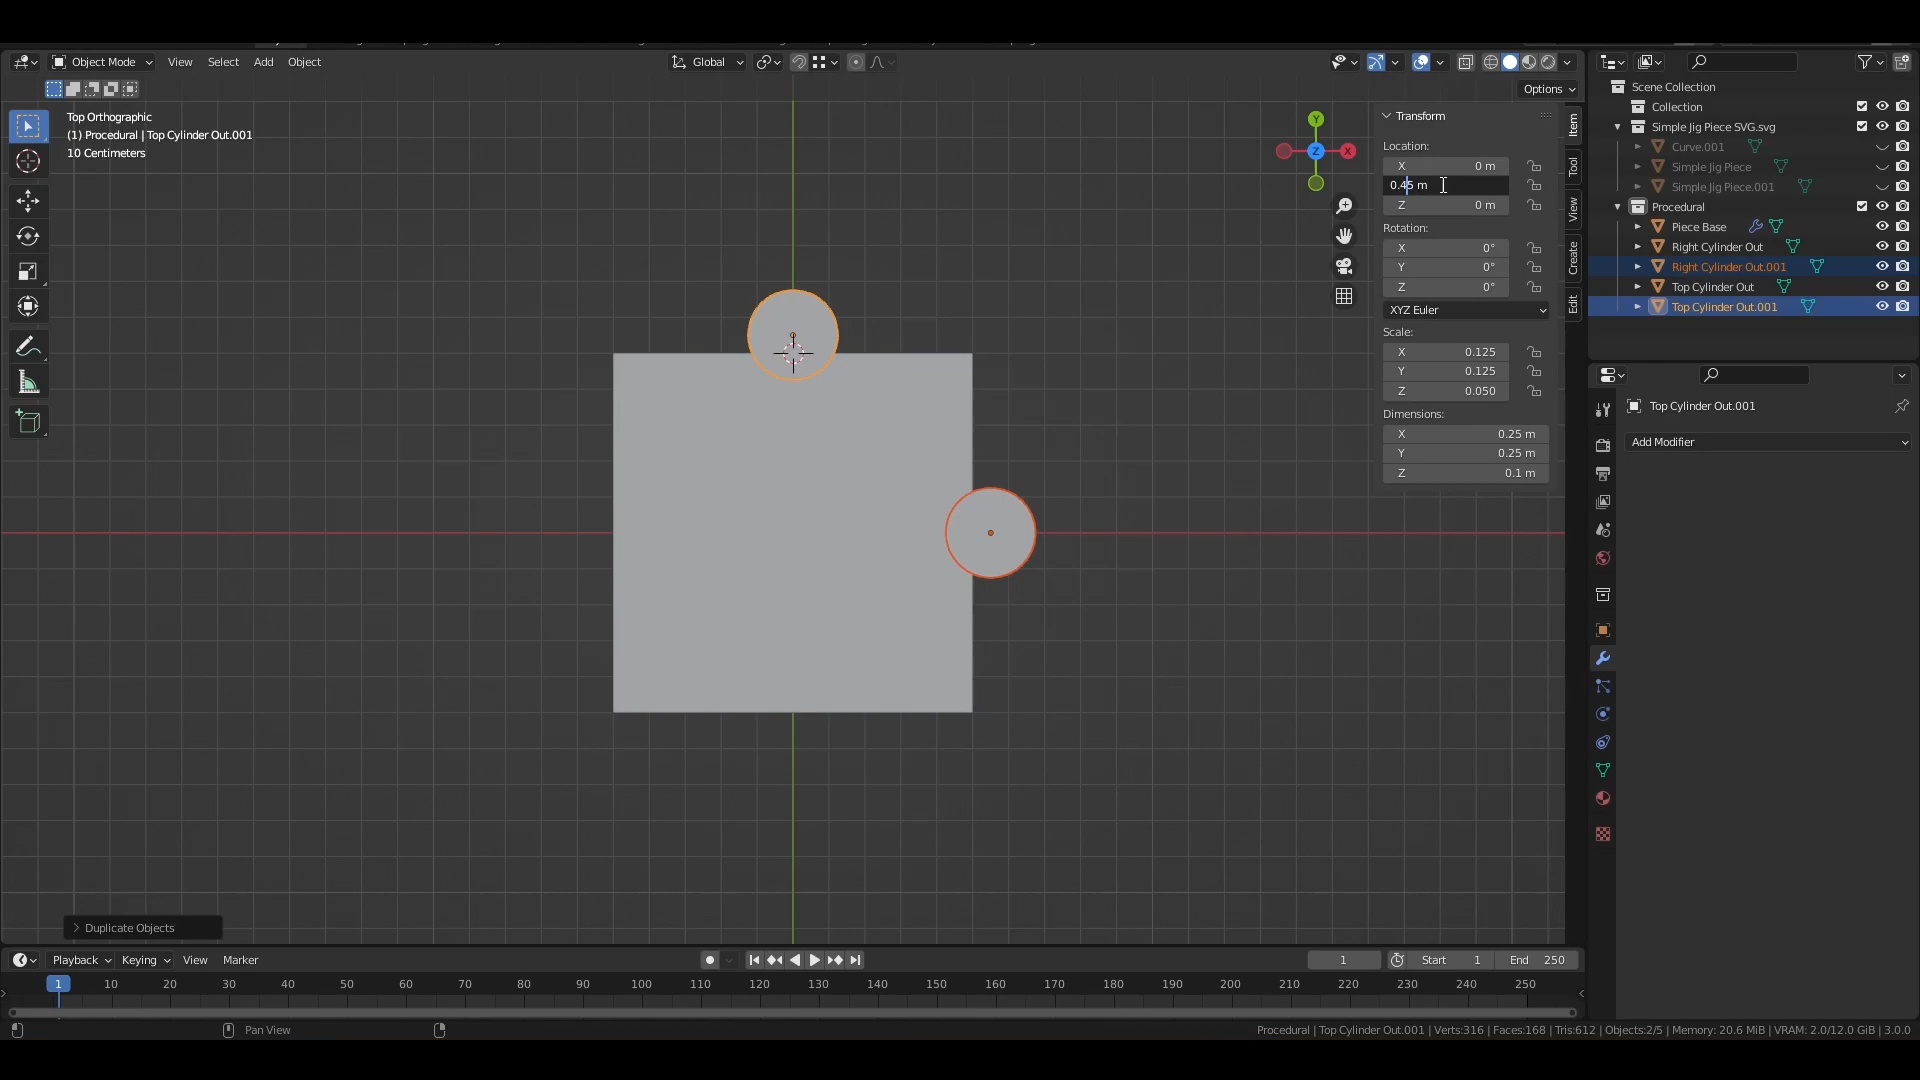 Object Mode View Select Add Object Global
Options
Top Orthographic
(1) Procedural | Top Cylinder Out.001
10 Centimeters
Y
Z
X
Transform
Location:
X 0 m
0.45 m
Z 0 m
Rotation:
X 0°
Y 0°
Z 0°
XYZ Euler
Scale:
X 0.125
Y 0.125
Z 0.050
Dimensions:
X 0.25 m
Y 0.25 m
Z 0.1 m
Item
Tool
View
Create
Edit
Scene Collection
Collection
Simple Jig Piece SVG.svg
Curve.001
Simple Jig Piece
Simple Jig Piece.001
Procedural
Piece Base
Right Cylinder Out
Right Cylinder Out.001
Top Cylinder Out
Top Cylinder Out.001
Top Cylinder Out.001
Add Modifier
Duplicate Objects
Playback Keying View Marker 1 Start 1 End 250
1 10 20 30 40 50 60 70 80 90 100 110 120 130 140 150 160 170 180 190 200 210 220 230 240 250
Pan View
Procedural | Top Cylinder Out.001 | Verts:316 | Faces:168 | Tris:612 | Objects:2/5 | Memory: 20.6 MiB | VRAM: 2.0/12.0 GiB | 3.0.0